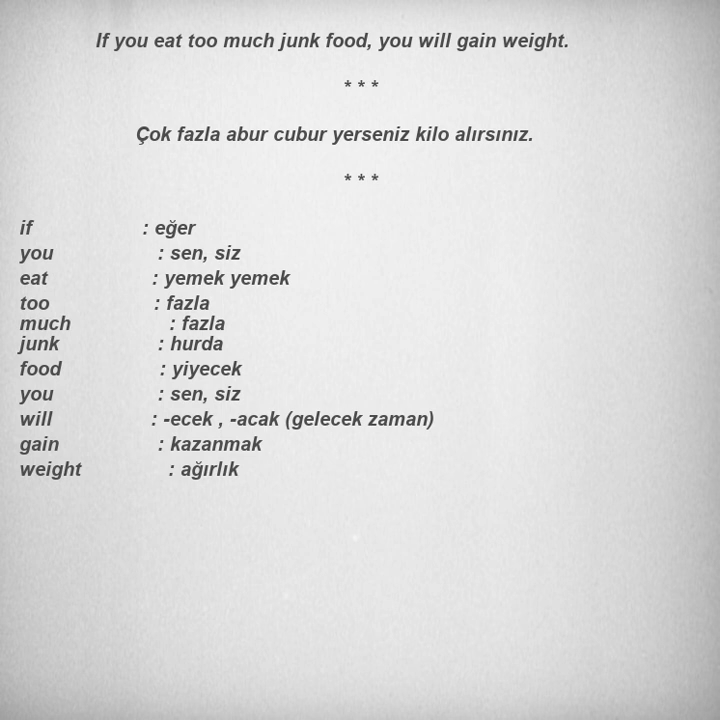 If you eat too much junk food, you will gain weight.
* * *
Çok fazla abur cubur yerseniz kilo alırsınız.
* * *
if : eğer
you : sen, siz
eat : yemek yemek
too : fazla
much : fazla
junk : hurda
food : yiyecek
you : sen, siz
will : -ecek , -acak (gelecek zaman)
gain : kazanmak
weight : ağırlık